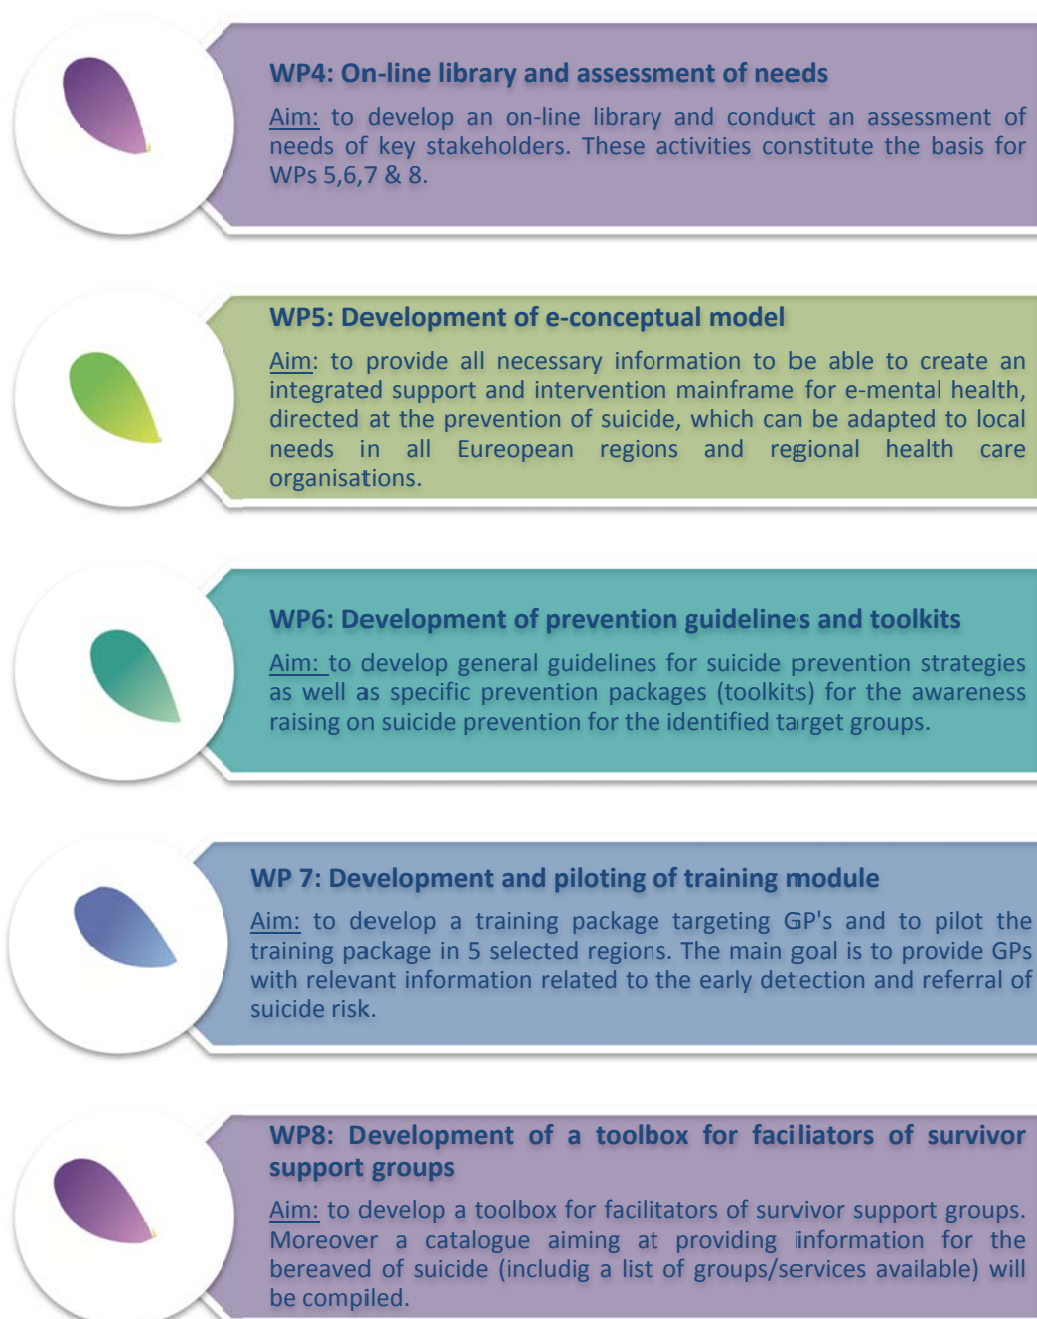 WP4: On-line library and assessment of needs
Aim: to develop an on-line library and conduct an assessment of
needs of key stakeholders. These activities constitute the basis for
WPs 5,6,7 & 8.
WP5: Development of e-conceptual model
Aim: to provide all necessary information to be able to create an
integrated support and intervention mainframe for e-mental health,
directed at the prevention of suicide, which can be adapted to local
needs in all Eureopean regions and regional health care
organisations.
WP6: Development of prevention guidelines and toolkits
Aim: to develop general guidelines for suicide prevention strategies
as well as specific prevention packages (toolkits) for the awareness
raising on suicide prevention for the identified target groups.
WP 7: Development and piloting of training module
Aim: to develop a training package targeting GP's and to pilot the
training package in 5 selected regions. The main goal is to provide GPs
with relevant information related to the early detection and referral of
suicide risk.
WP8: Development of a toolbox for faciliators of survivor
support groups
Aim: to develop a toolbox for facilitators of survivor support groups.
Moreover a catalogue aiming at providing information for the
bereaved of suicide (includig a list of groups/services available) will
be compiled.